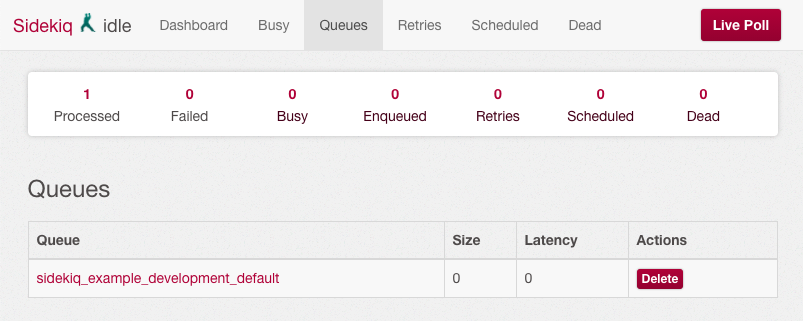 Sidekiq idle Dashboard Busy Queues Retries Scheduled Dead Live Poll
1 0 0 0 0 0 0
Processed Failed Busy Enqueued Retries Scheduled Dead
Queues
Queue Size Latency Actions
sidekiq_example_development_default 0 0 Delete